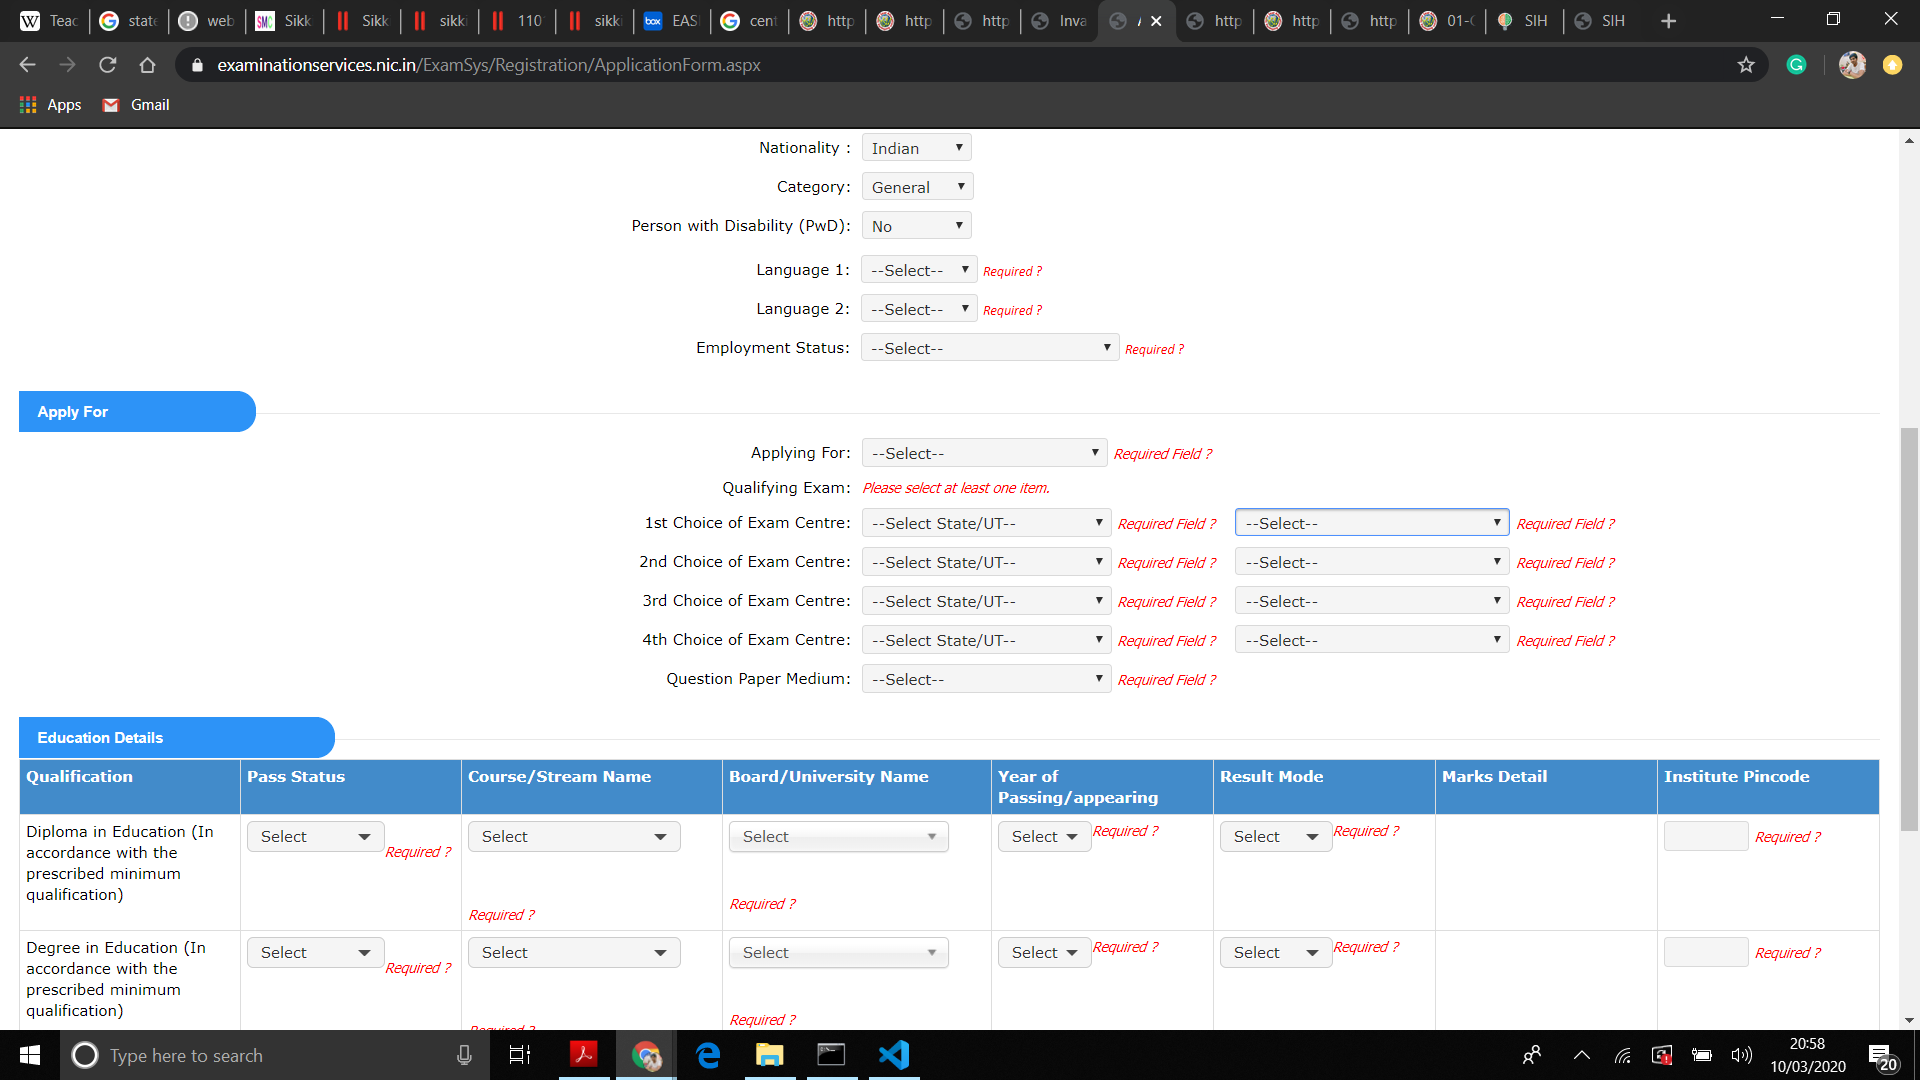 Teac
state
web
Sikk
Sikk
sikki
110
sikki
EASI
cent
http
http
http
Inva
http
http
http
01-C
SIH
SIH
examinationservices.nic.in/ExamSys/Registration/ApplicationForm.aspx
Apps Gmail
Nationality : Indian
Category: General
Person with Disability (PwD): No
Language 1: --Select-- Required ?
Language 2: --Select-- Required ?
Employment Status: --Select-- Required ?
Apply For
Applying For: --Select-- Required Field ?
Qualifying Exam: Please select at least one item.
1st Choice of Exam Centre: --Select State/UT-- Required Field ? --Select-- Required Field ?
2nd Choice of Exam Centre: --Select State/UT-- Required Field ? --Select-- Required Field ?
3rd Choice of Exam Centre: --Select State/UT-- Required Field ? --Select-- Required Field ?
4th Choice of Exam Centre: --Select State/UT-- Required Field ? --Select-- Required Field ?
Question Paper Medium: --Select-- Required Field ?
Education Details
Qualification Pass Status Course/Stream Name Board/University Name Year of Result Mode Marks Detail Institute Pincode
Passing/appearing
Diploma in Education (In Select Select Select Select Required ? Select Required ? Required ?
accordance with the Required ?
prescribed minimum
qualification) Required ?
Required ?
Degree in Education (In Select Select Select Select Required ? Select Required ? Required ?
accordance with the Required ?
prescribed minimum
qualification) Required ?
Required ?
Type here to search
20:58
10/03/2020
20